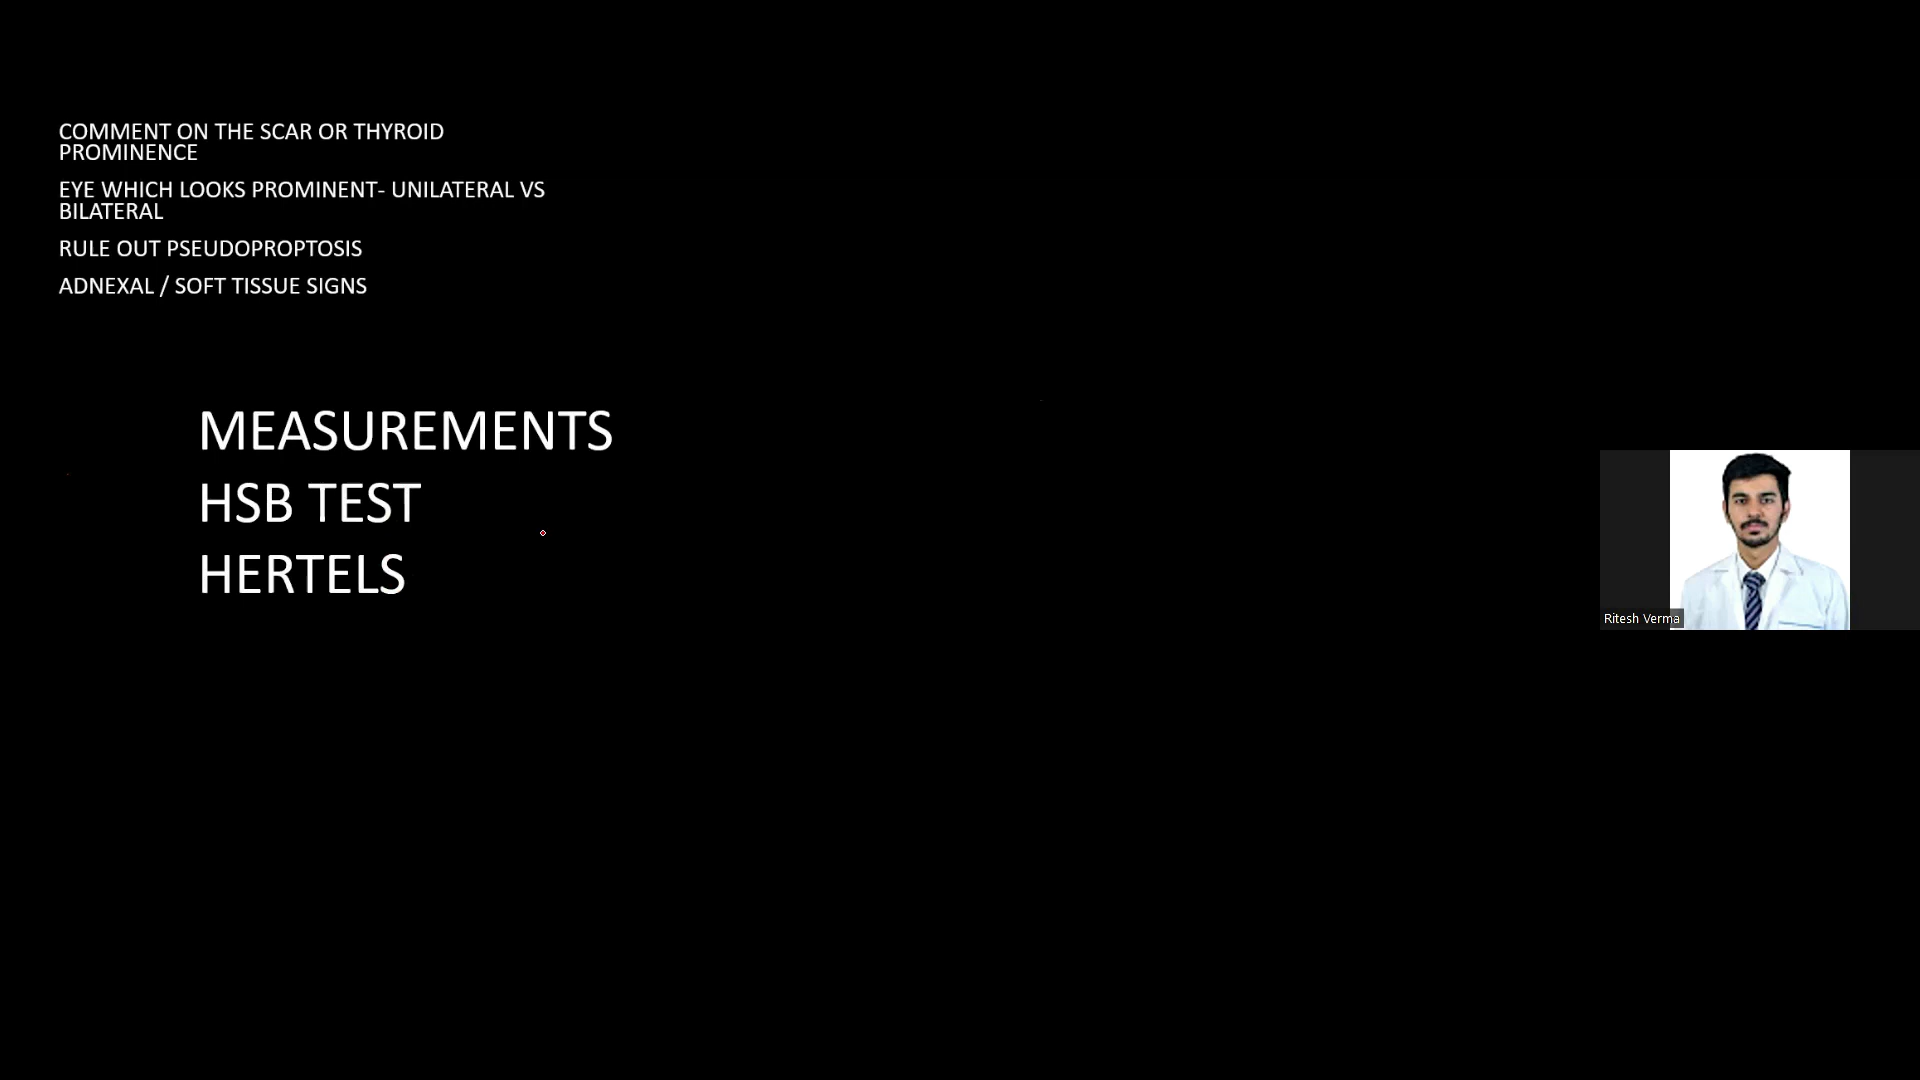 COMMENT ON THE SCAR OR THYROID
PROMINENCE
EYE WHICH LOOKS PROMINENT- UNILATERAL VS
BILATERAL
RULE OUT PSEUDOPROPTOSIS
ADNEXAL / SOFT TISSUE SIGNS
MEASUREMENTS
HSB TEST
HERTELS
Ritesh Verma